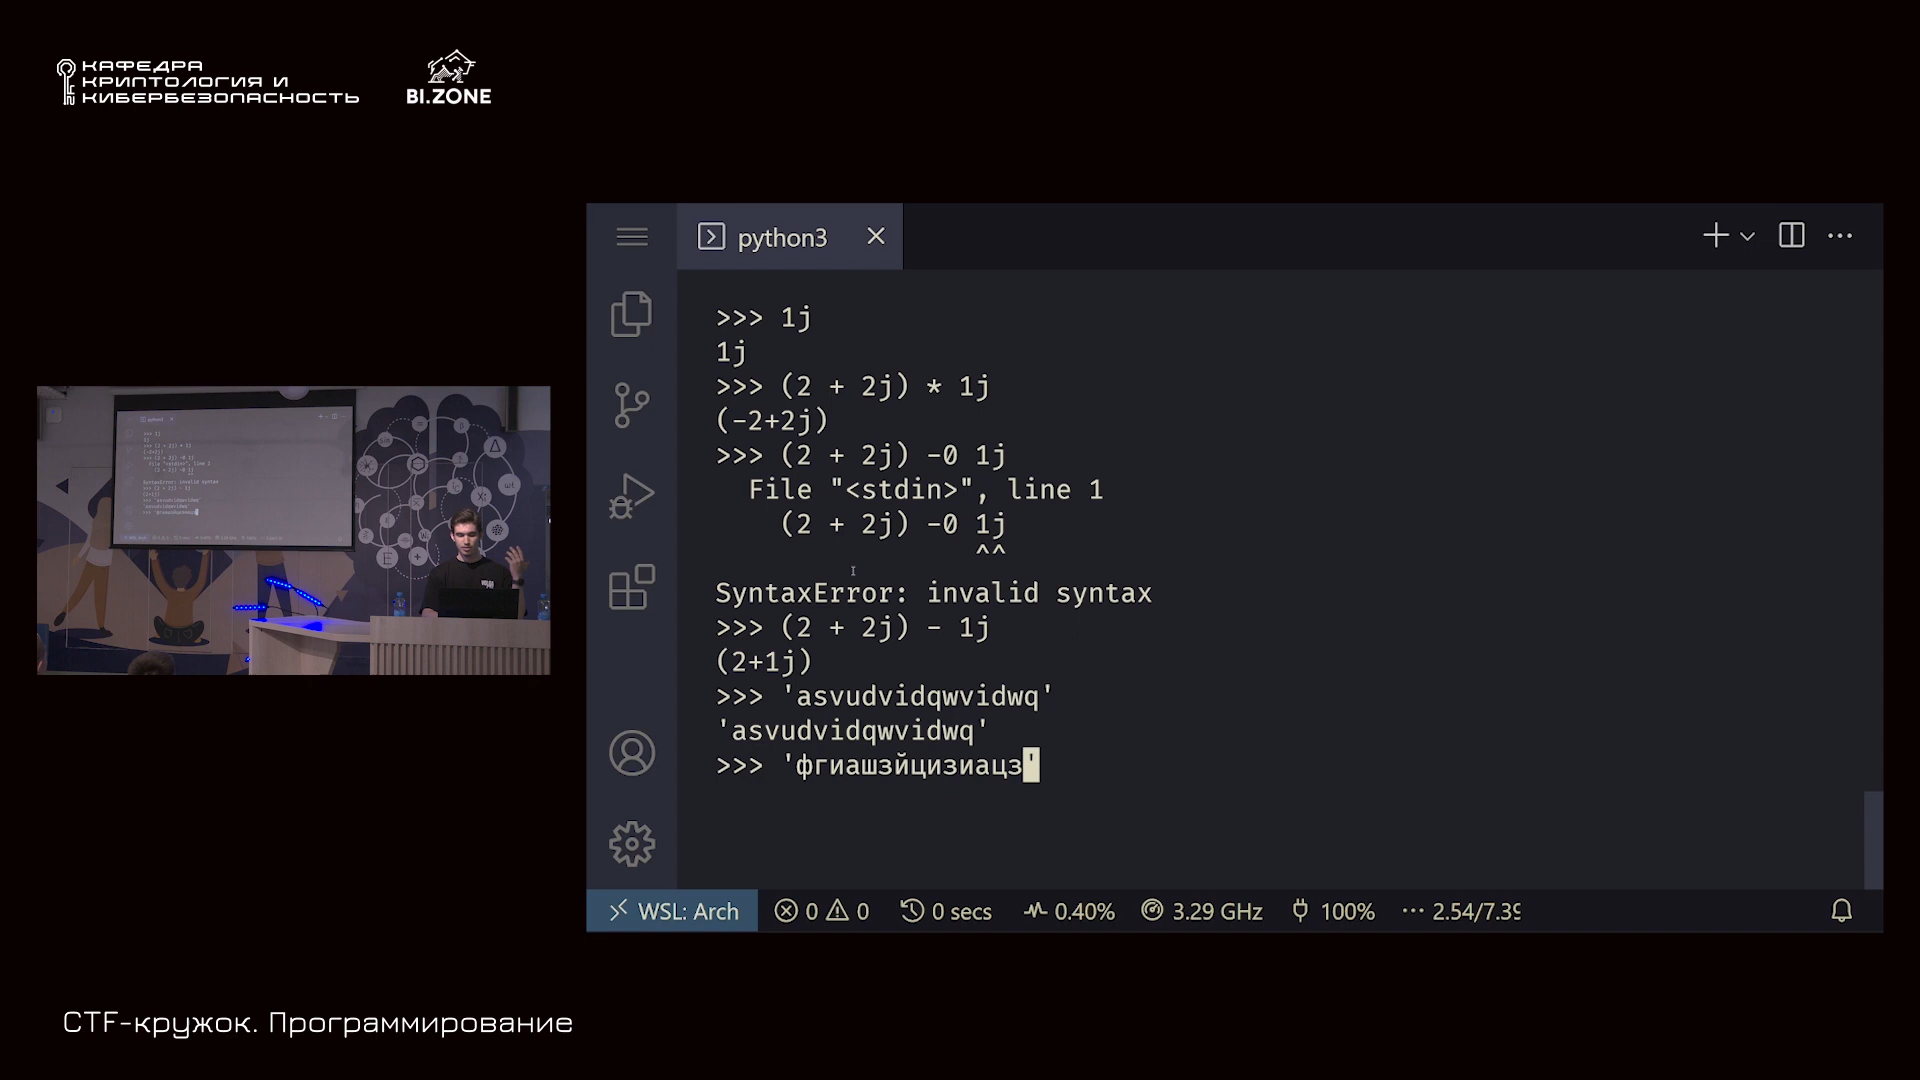 КАФЕДРА
КРИПТОЛОГИЯ И
КИБЕРБЕЗОПАСНОСТЬ
BI.ZONE
python3
>>> 1j
1j
>>> (2 + 2j) * 1j
(-2+2j)
>>> (2 + 2j) -0 1j
  File "<stdin>", line 1
    (2 + 2j) -0 1j
                ^^
SyntaxError: invalid syntax
>>> (2 + 2j) - 1j
(2+1j)
>>> 'asvudvidqwvidwq'
'asvudvidqwvidwq'
>>> 'фгиашзйцизиацз'
WSL: Arch 0 0 0 secs 0.40% 3.29 GHz 100% ··· 2.54/7.39
CTF-кружок. Программирование